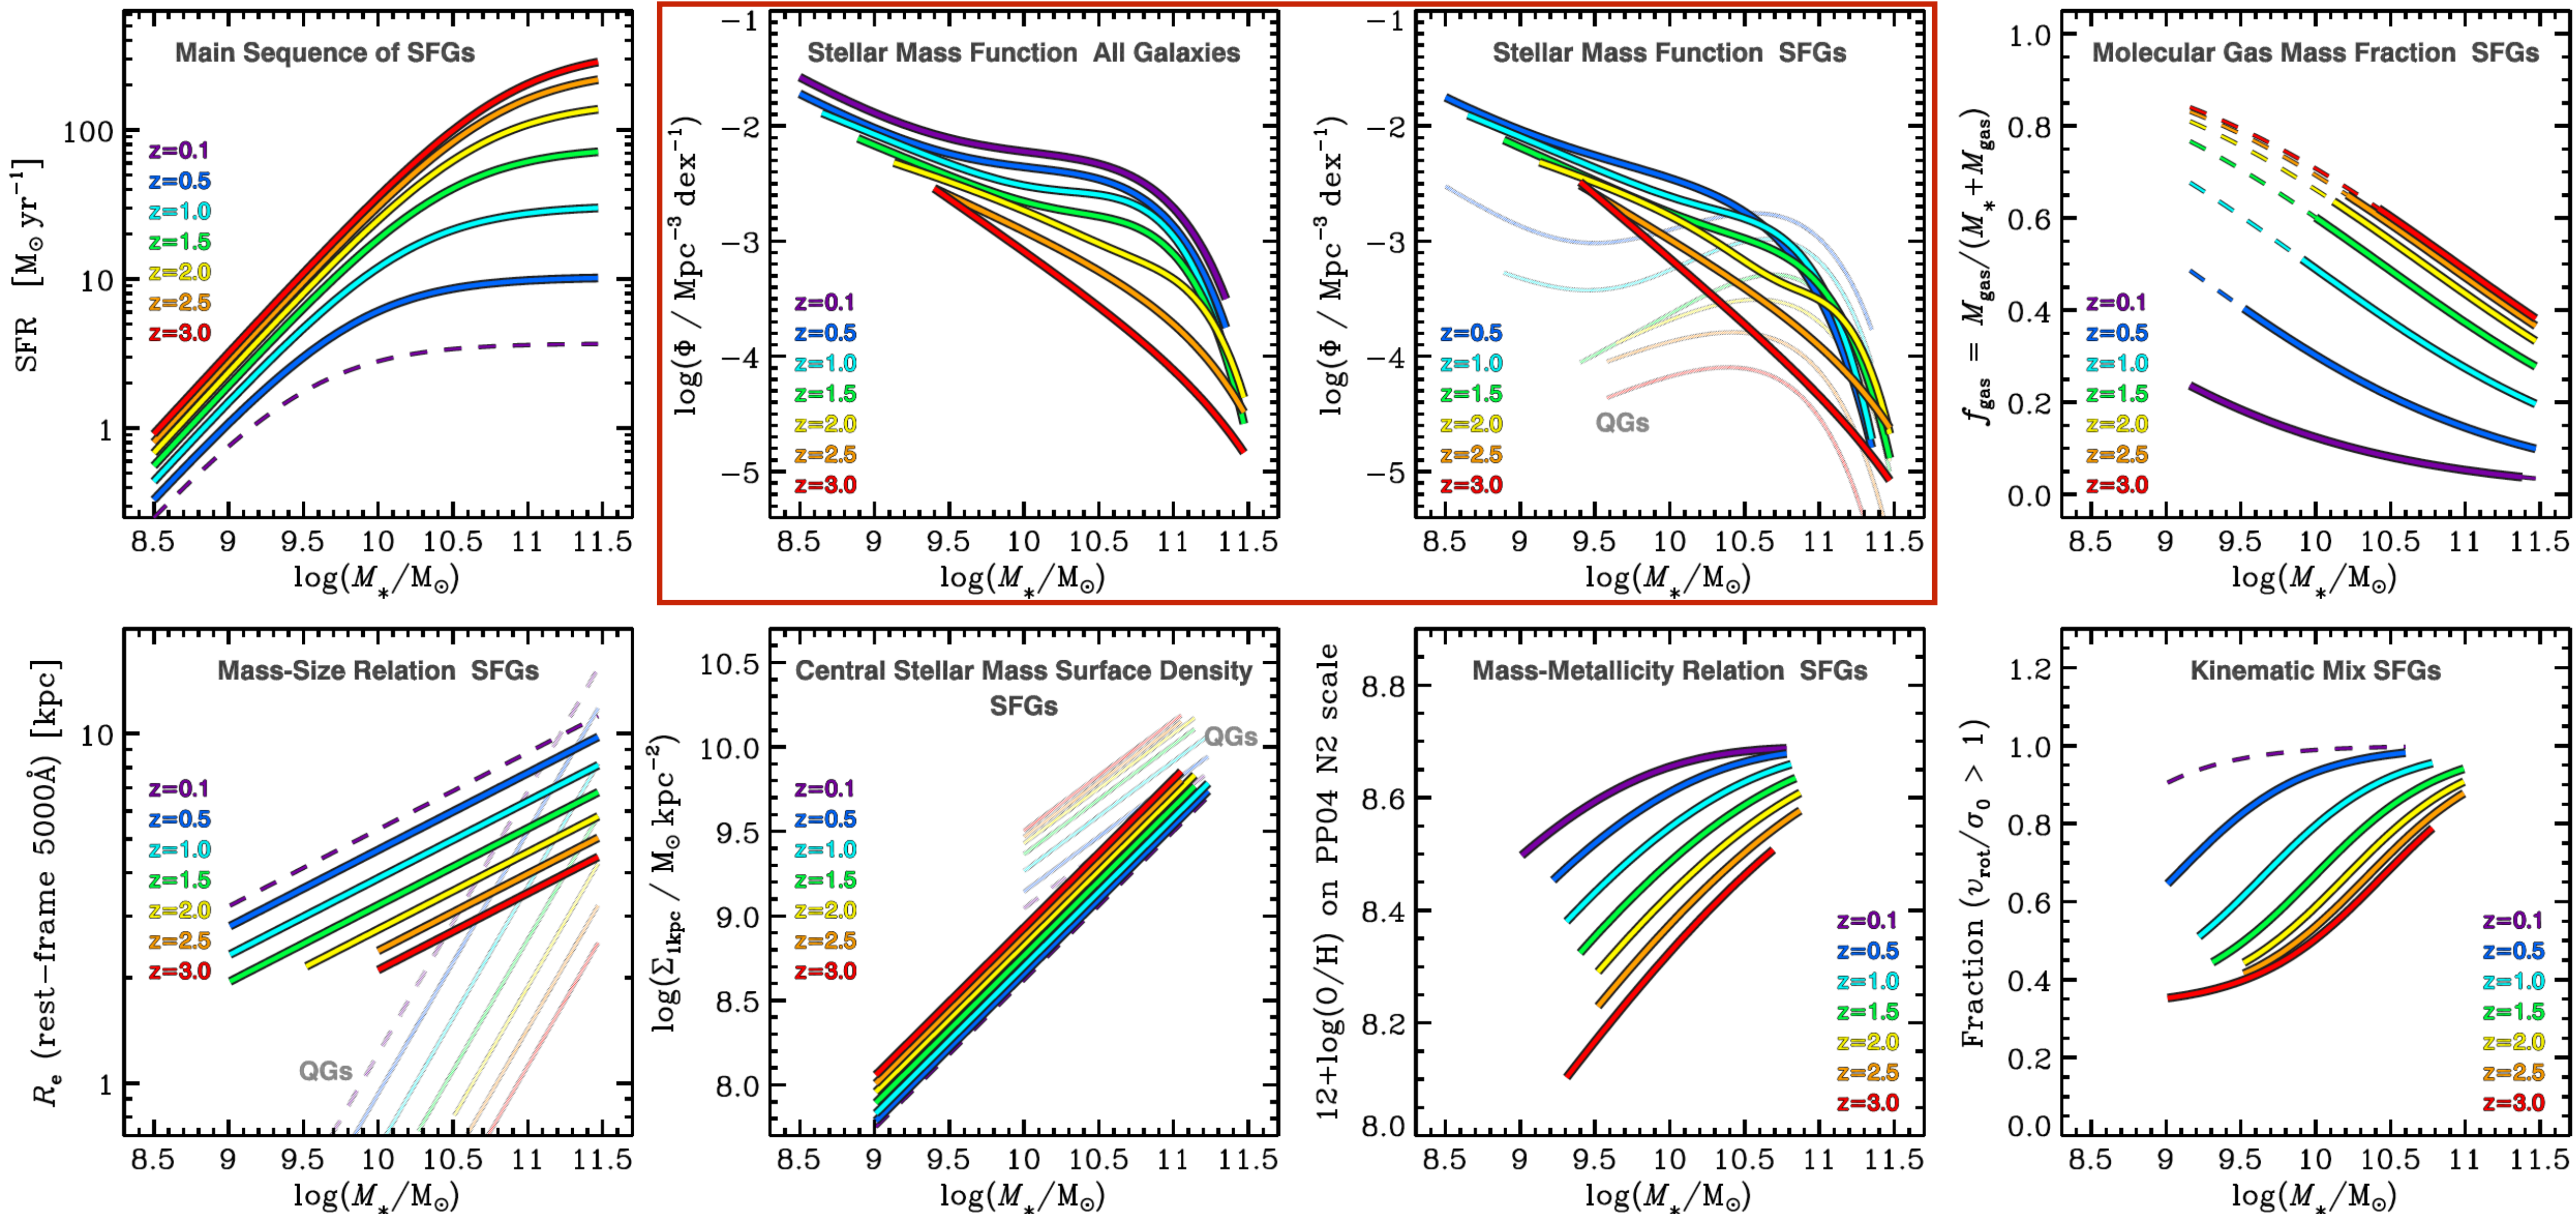 Main Sequence of SFGs
SFR [M⊙ yr⁻¹]
100
10
1
z=0.1
z=0.5
z=1.0
z=1.5
z=2.0
z=2.5
z=3.0
8.5 9 9.5 10 10.5 11 11.5
log(M*/M⊙)
Stellar Mass Function All Galaxies
log(Φ / Mpc⁻³ dex⁻¹)
−1
−2
−3
−4
−5
z=0.1
z=0.5
z=1.0
z=1.5
z=2.0
z=2.5
z=3.0
8.5 9 9.5 10 10.5 11 11.5
log(M*/M⊙)
Stellar Mass Function SFGs
log(Φ / Mpc⁻³ dex⁻¹)
−1
−2
−3
−4
−5
z=0.5
z=1.0
z=1.5
z=2.0
z=2.5
z=3.0
QGs
8.5 9 9.5 10 10.5 11 11.5
log(M*/M⊙)
Molecular Gas Mass Fraction SFGs
fgas = Mgas/(M*+Mgas)
1.0
0.8
0.6
0.4
0.2
0.0
z=0.1
z=0.5
z=1.0
z=1.5
z=2.0
z=2.5
z=3.0
8.5 9 9.5 10 10.5 11 11.5
log(M*/M⊙)
Mass-Size Relation SFGs
Re (rest−frame 5000Å) [kpc]
10
1
z=0.1
z=0.5
z=1.0
z=1.5
z=2.0
z=2.5
z=3.0
QGs
8.5 9 9.5 10 10.5 11 11.5
log(M*/M⊙)
Central Stellar Mass Surface Density
SFGs
log(Σ1kpc / M⊙ kpc⁻²)
10.5
10.0
9.5
9.0
8.5
8.0
QGs
z=0.1
z=0.5
z=1.0
z=1.5
z=2.0
z=2.5
z=3.0
8.5 9 9.5 10 10.5 11 11.5
log(M*/M⊙)
Mass-Metallicity Relation SFGs
12+log(O/H) on PP04 N2 scale
8.8
8.6
8.4
8.2
8.0
z=0.1
z=0.5
z=1.0
z=1.5
z=2.0
z=2.5
z=3.0
8.5 9 9.5 10 10.5 11 11.5
log(M*/M⊙)
Kinematic Mix SFGs
Fraction (vrot/σ0 > 1)
1.2
1.0
0.8
0.6
0.4
0.2
0.0
z=0.1
z=0.5
z=1.0
z=1.5
z=2.0
z=2.5
z=3.0
8.5 9 9.5 10 10.5 11 11.5
log(M*/M⊙)